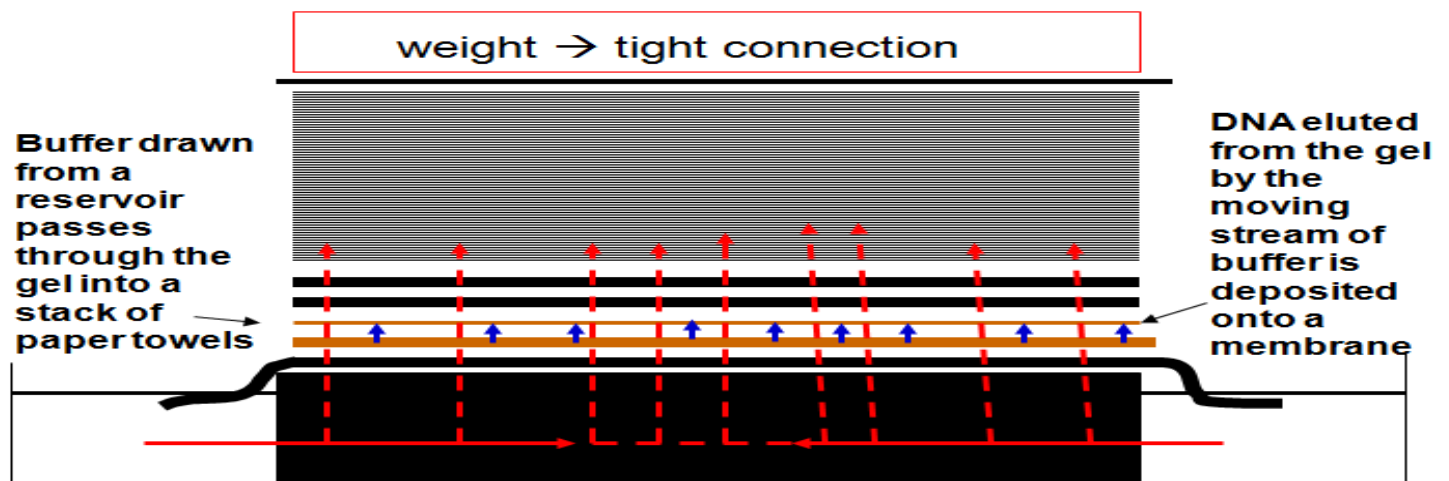 weight → tight connection
Buffer drawn
from a
reservoir
passes
through the
gel into a
stack of
paper towels
DNA eluted
from the gel
by the
moving
stream of
buffer is
deposited
onto a
membrane